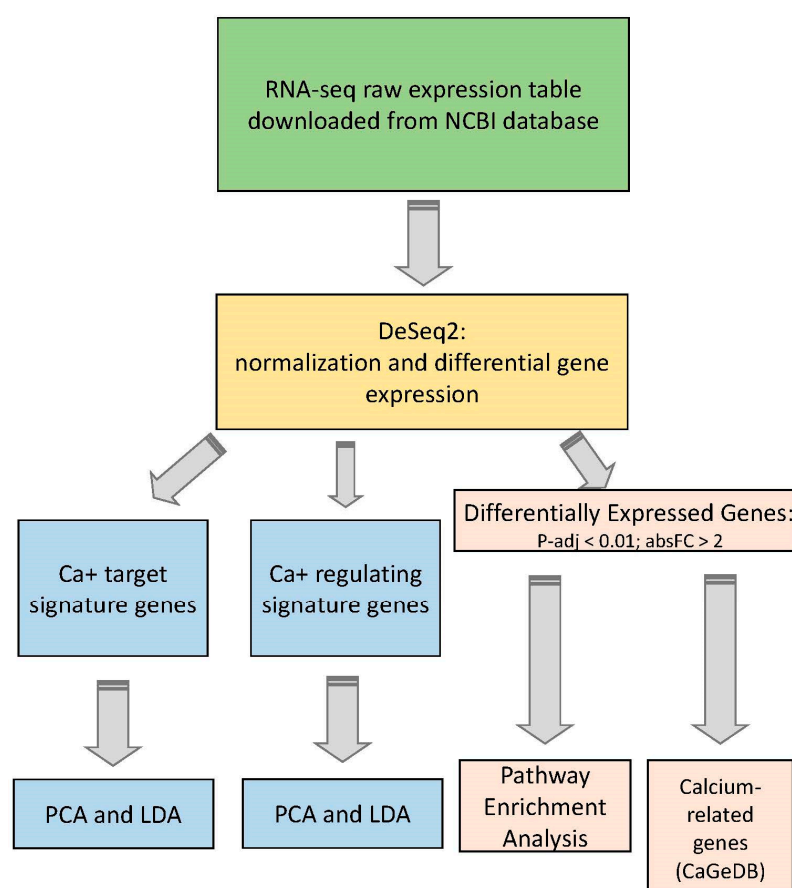 RNA-seq raw expression table
downloaded from NCBI database
DeSeq2:
normalization and differential gene
expression
Ca+ target
signature genes
Ca+ regulating
signature genes
Differentially Expressed Genes:
P-adj < 0.01; absFC > 2
PCA and LDA
PCA and LDA
Pathway
Enrichment
Analysis
Calcium-
related
genes
(CaGeDB)